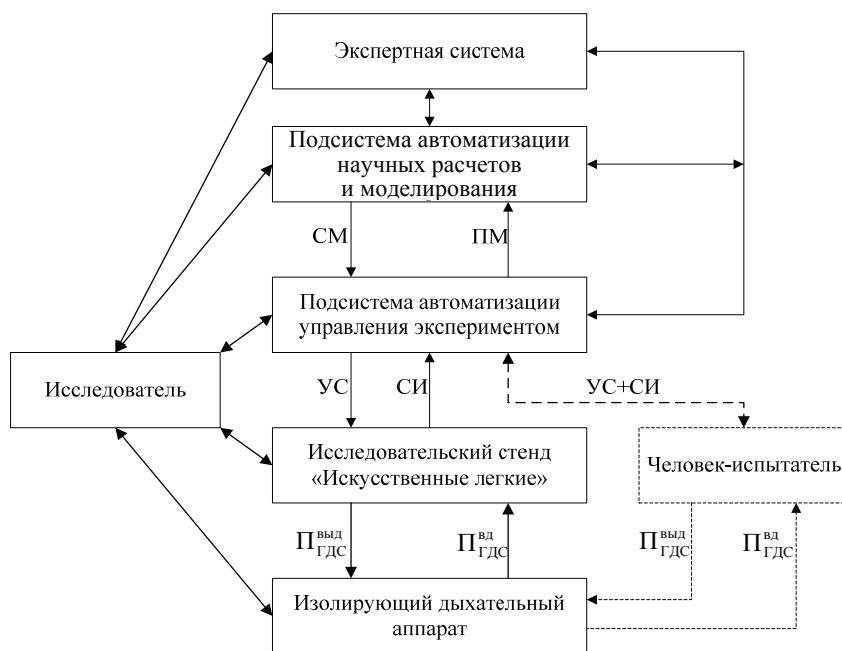 Экспертная система
Подсистема автоматизации
научных расчетов
и моделирования
СМ
ПМ
Подсистема автоматизации
управления экспериментом
Исследователь
УС
СИ
УС+СИ
Исследовательский стенд
«Искусственные легкие»
Человек-испытатель
П выд ГДС
П вд ГДС
П выд ГДС
П вд ГДС
Изолирующий дыхательный
аппарат